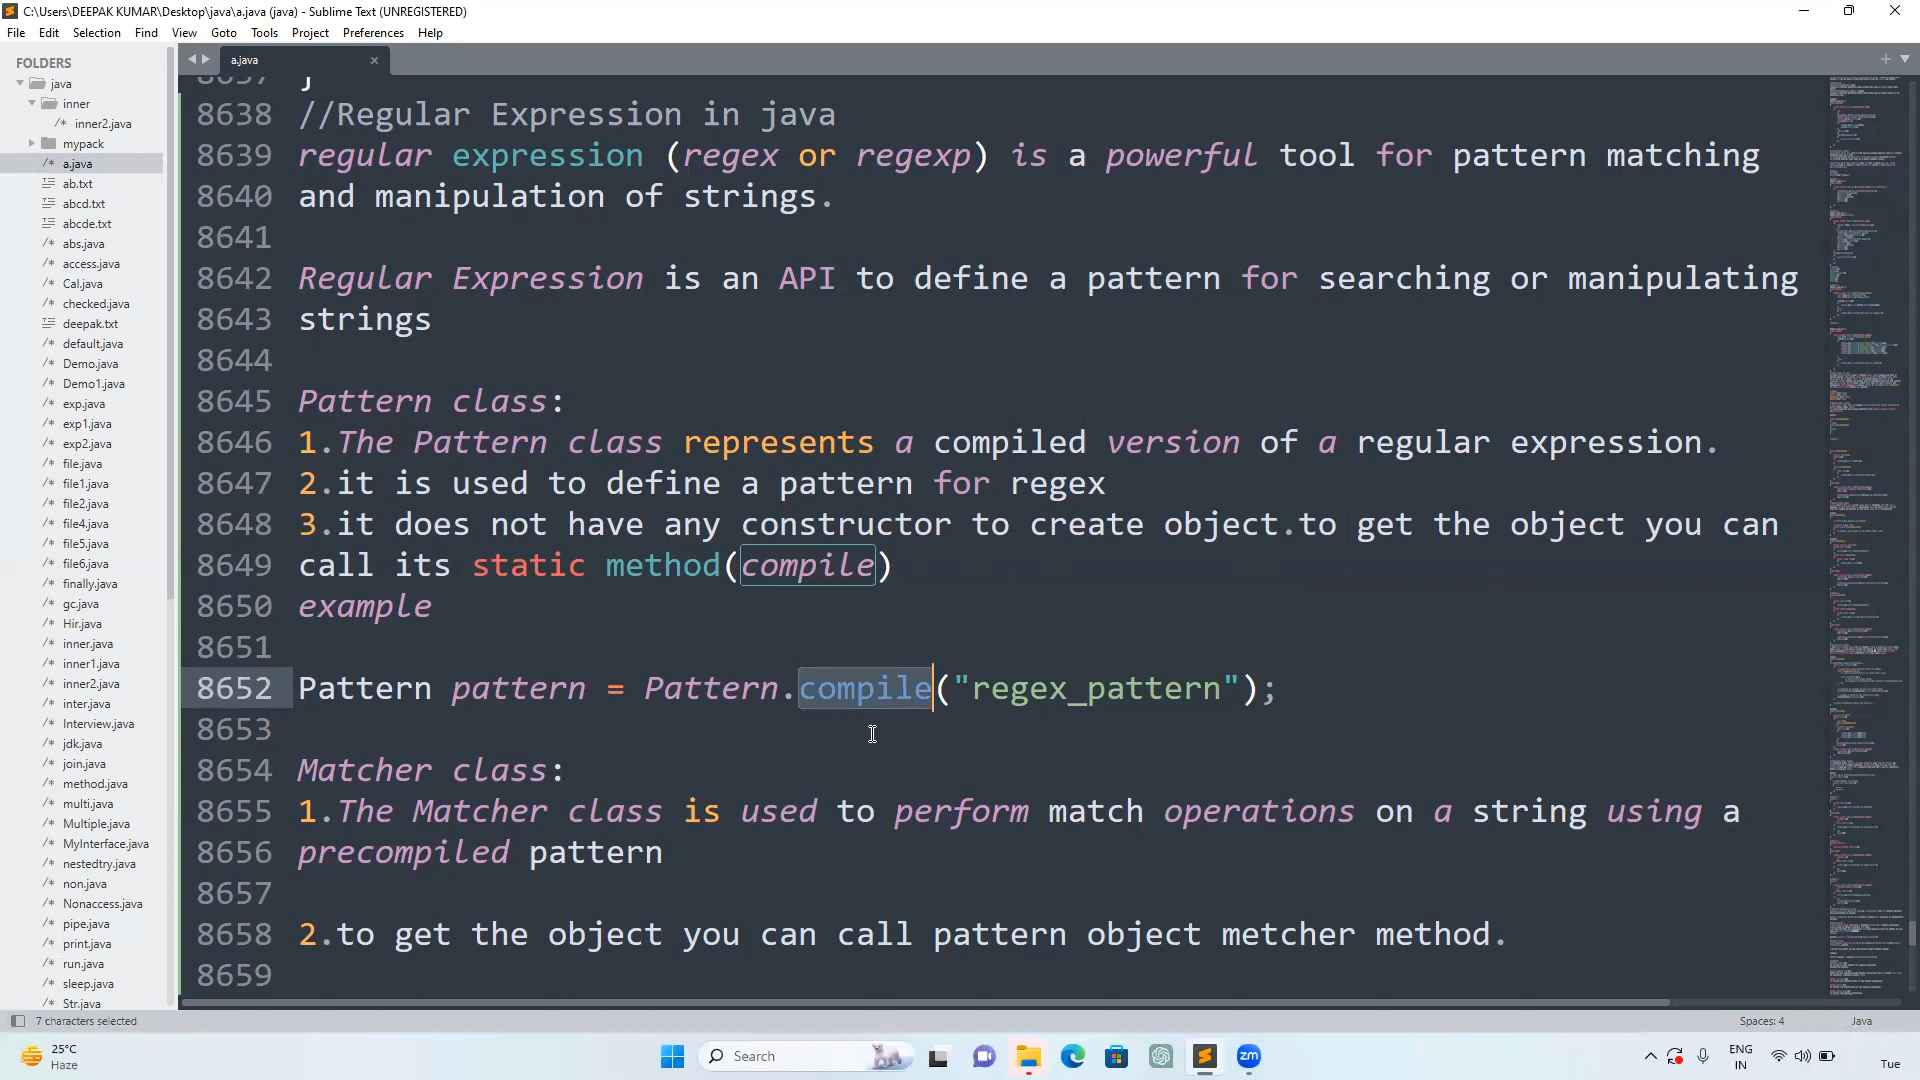 C:\Users\DEEPAK KUMAR\Desktop\java\a.java (java) - Sublime Text (UNREGISTERED)
File Edit Selection Find View Goto Tools Project Preferences Help
FOLDERS
java
inner
inner2.java
mypack
a.java
ab.txt
abcd.txt
abcde.txt
abs.java
access.java
Cal.java
checked.java
deepak.txt
default.java
Demo.java
Demo1.java
exp.java
exp1.java
exp2.java
file.java
file1.java
file2.java
file4.java
file5.java
file6.java
finally.java
gc.java
Hir.java
inner.java
inner1.java
inner2.java
inter.java
Interview.java
jdk.java
join.java
method.java
multi.java
Multiple.java
MyInterface.java
nestedtry.java
non.java
Nonaccess.java
pipe.java
print.java
run.java
sleep.java
Str.java
a.java
8637 }
8638 //Regular Expression in java
8639 regular expression (regex or regexp) is a powerful tool for pattern matching
8640 and manipulation of strings.
8641
8642 Regular Expression is an API to define a pattern for searching or manipulating
8643 strings
8644
8645 Pattern class:
8646 1.The Pattern class represents a compiled version of a regular expression.
8647 2.it is used to define a pattern for regex
8648 3.it does not have any constructor to create object.to get the object you can
8649 call its static method(compile)
8650 example
8651
8652 Pattern pattern = Pattern.compile("regex_pattern");
8653
8654 Matcher class:
8655 1.The Matcher class is used to perform match operations on a string using a
8656 precompiled pattern
8657
8658 2.to get the object you can call pattern object metcher method.
8659
7 characters selected
Spaces: 4 Java
25°C
Haze
Search
zm
ENG
IN
Tue